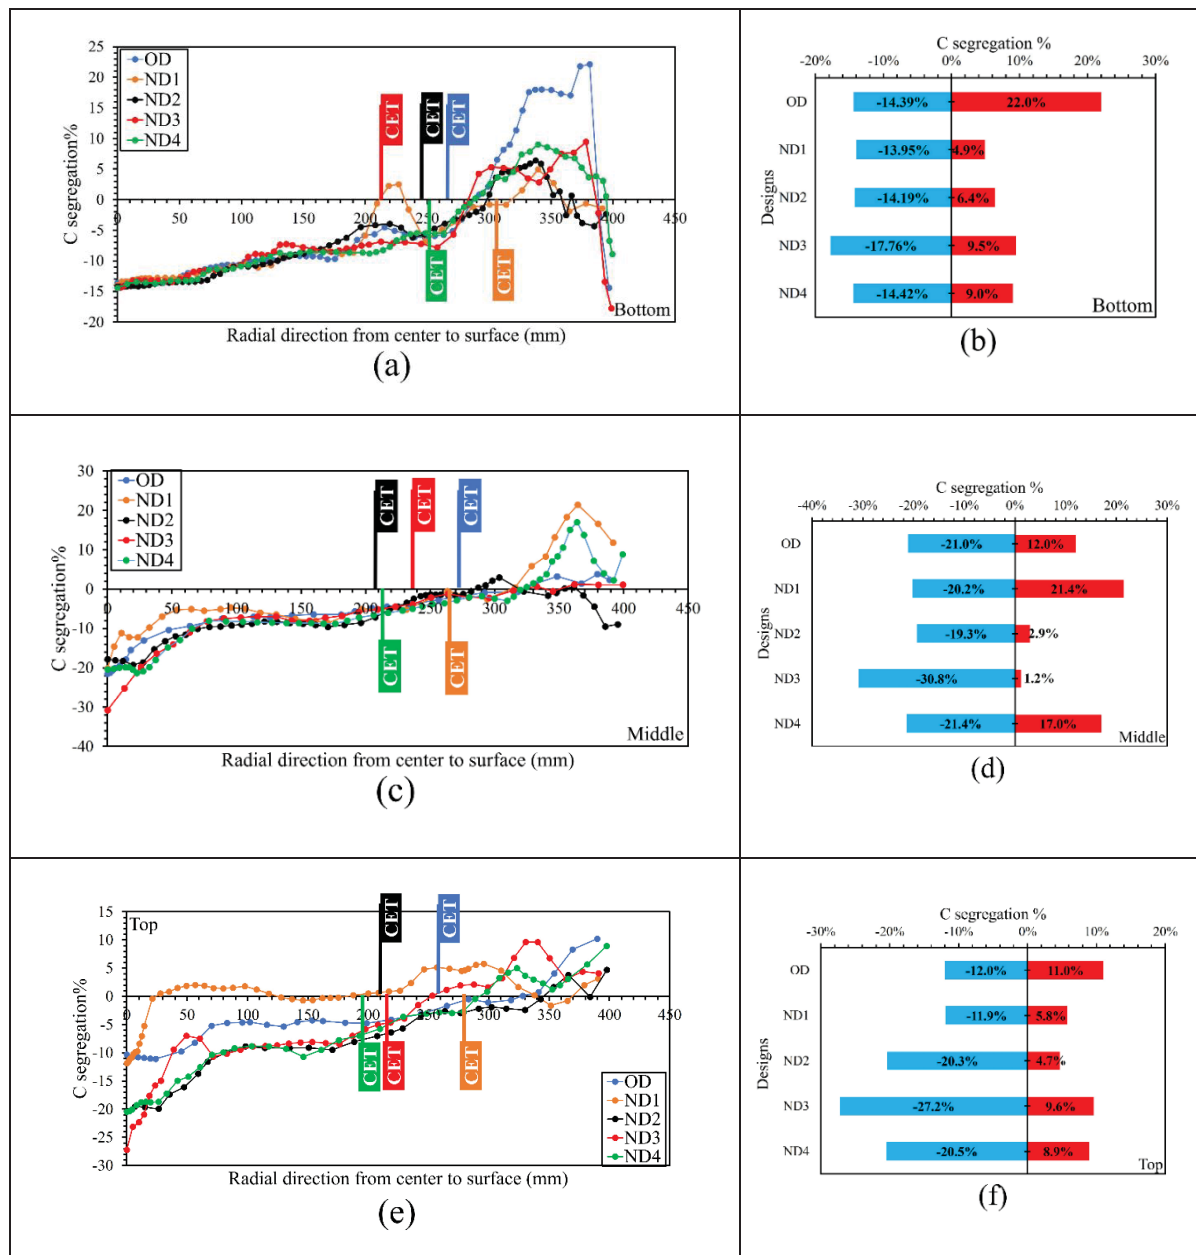 25
20
15
10
5
0
-5
-10
-15
-20
C segregation%
OD
ND1
ND2
ND3
ND4
CET
CET
CET
CET
CET
0 50 100 150 200 250 300 350 400 450
Bottom
Radial direction from center to surface (mm)
(a)
C segregation %
-20% -10% 0% 10% 20% 30%
Designs
OD -14.39% 22.0%
ND1 -13.95% 4.9%
ND2 -14.19% 6.4%
ND3 -17.76% 9.5%
ND4 -14.42% 9.0%
Bottom
(b)
30
20
10
0
-10
-20
-30
-40
C segregation%
OD
ND1
ND2
ND3
ND4
CET
CET
CET
CET
CET
0 50 100 150 200 250 300 350 400 450
Middle
Radial direction from center to surface (mm)
(c)
C segregation %
-40% -30% -20% -10% 0% 10% 20% 30%
Designs
OD -21.0% 12.0%
ND1 -20.2% 21.4%
ND2 -19.3% 2.9%
ND3 -30.8% 1.2%
ND4 -21.4% 17.0%
Middle
(d)
15
10
5
0
-5
-10
-15
-20
-25
-30
C segregation%
Top
CET
CET
CET
CET
CET
0 50 100 150 200 250 300 350 400 450
OD
ND1
ND2
ND3
ND4
Radial direction from center to surface (mm)
(e)
C segregation %
-30% -20% -10% 0% 10% 20%
Designs
OD -12.0% 11.0%
ND1 -11.9% 5.8%
ND2 -20.3% 4.7%
ND3 -27.2% 9.6%
ND4 -20.5% 8.9%
Top
(f)